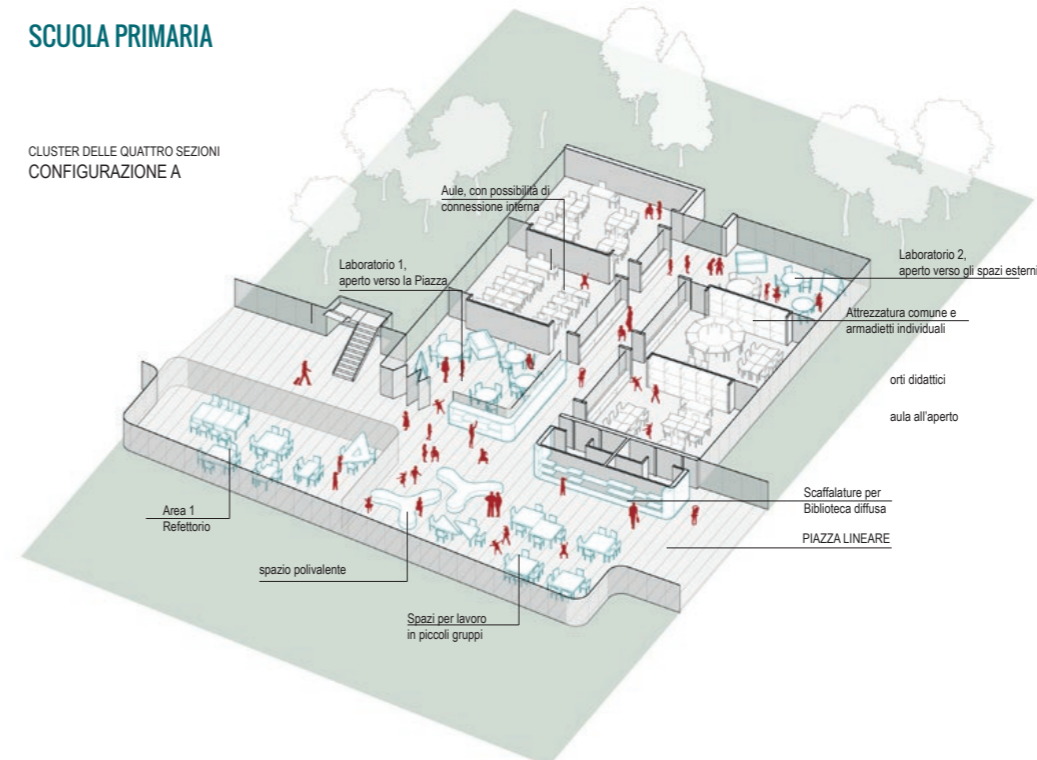 SCUOLA PRIMARIA
CLUSTER DELLE QUATTRO SEZIONI
CONFIGURAZIONE A
Aule, con possibilità di
connessione interna
Laboratorio 1,
aperto verso la Piazza
Laboratorio 2,
aperto verso gli spazi esterni
Attrezzatura comune e
armadietti individuali
orti didattici
aula all'aperto
Scaffalature per
Biblioteca diffusa
PIAZZA LINEARE
Area 1
Refettorio
spazio polivalente
Spazi per lavoro
in piccoli gruppi